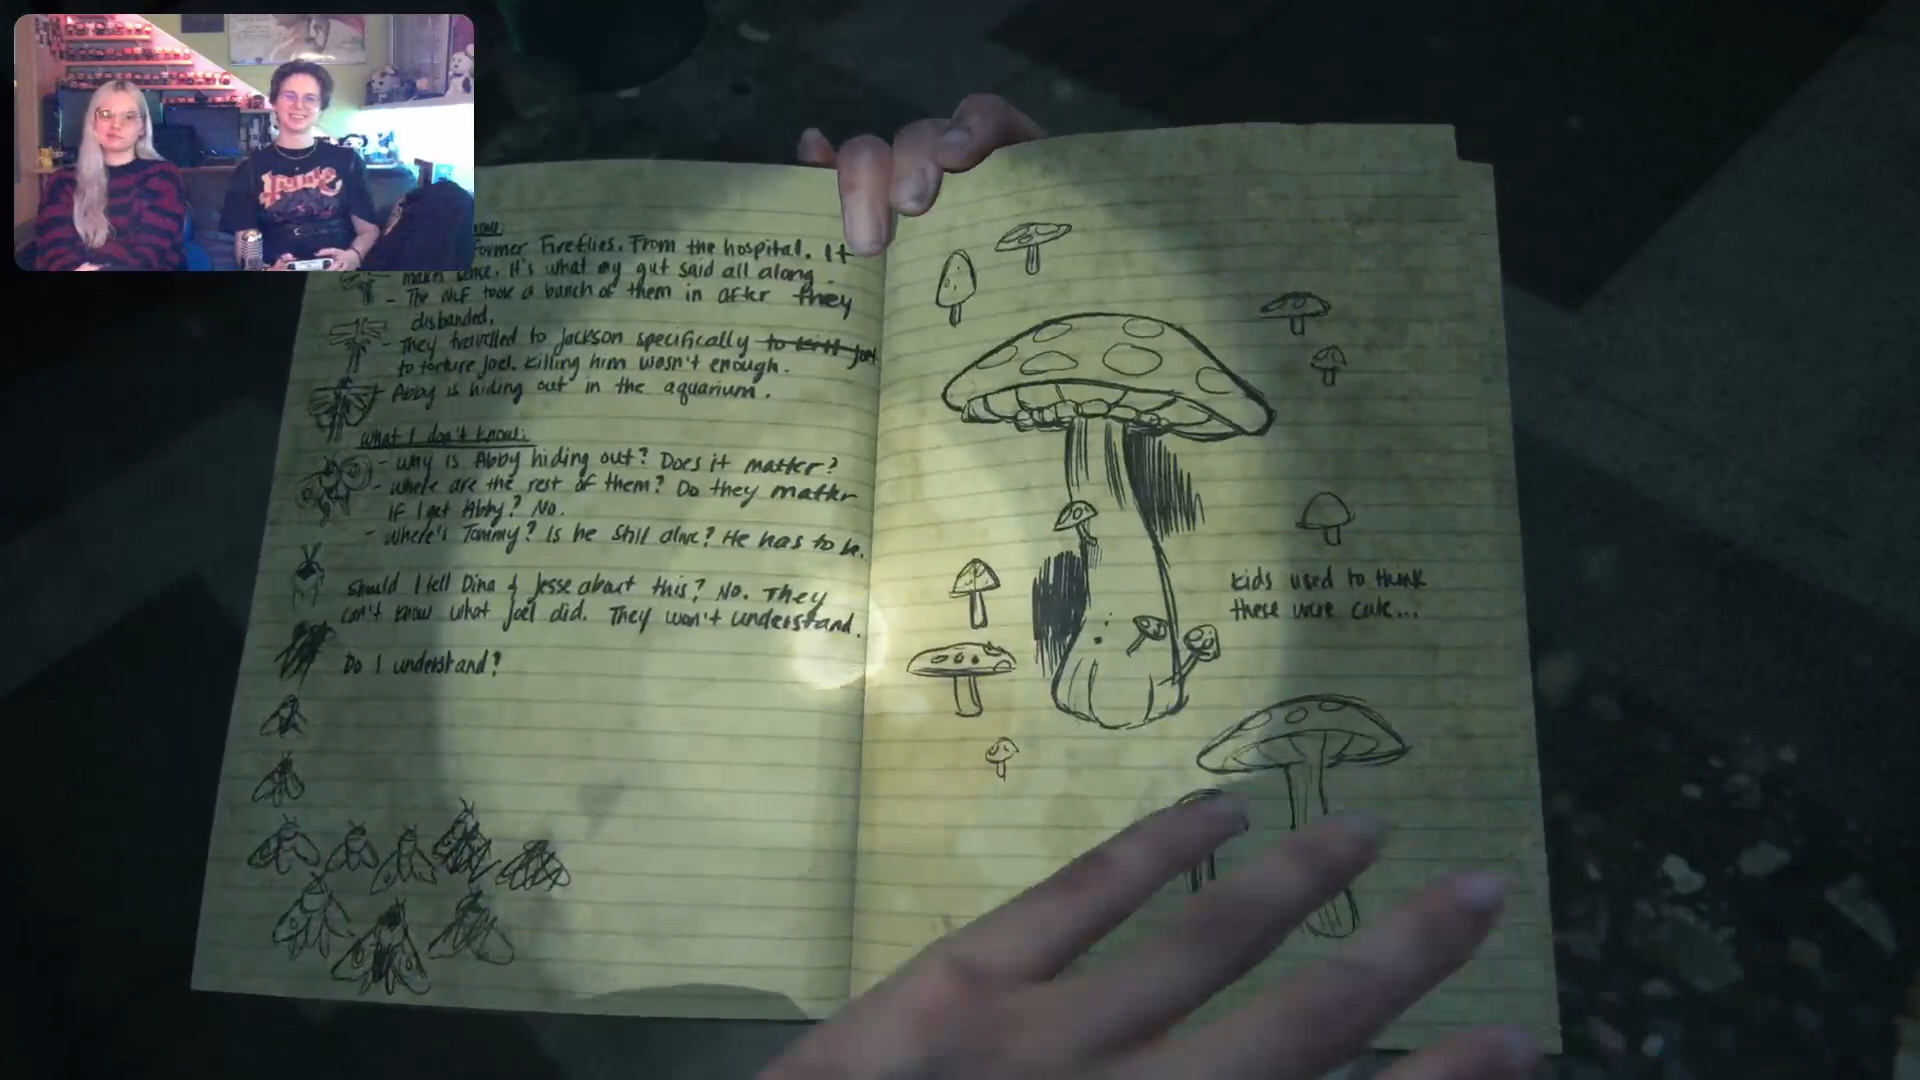 former Fireflies. From the hospital. It
makes sense. It's what my gut said all along.
- The WLF took a bunch of them in after they
disbanded.
- They travelled to Jackson specifically to kill Joel
to torture Joel. Killing him wasn't enough.
- Abby is hiding out in the aquarium.
What I don't know:
- Why is Abby hiding out? Does it matter?
- Where are the rest of them? Do they matter
if I get Abby? No.
- Where's Tommy? Is he still alive? He has to be.
Should I tell Dina & Jesse about this? No. They
can't know what Joel did. They won't understand.
Do I understand?
kids used to think
these were cute...